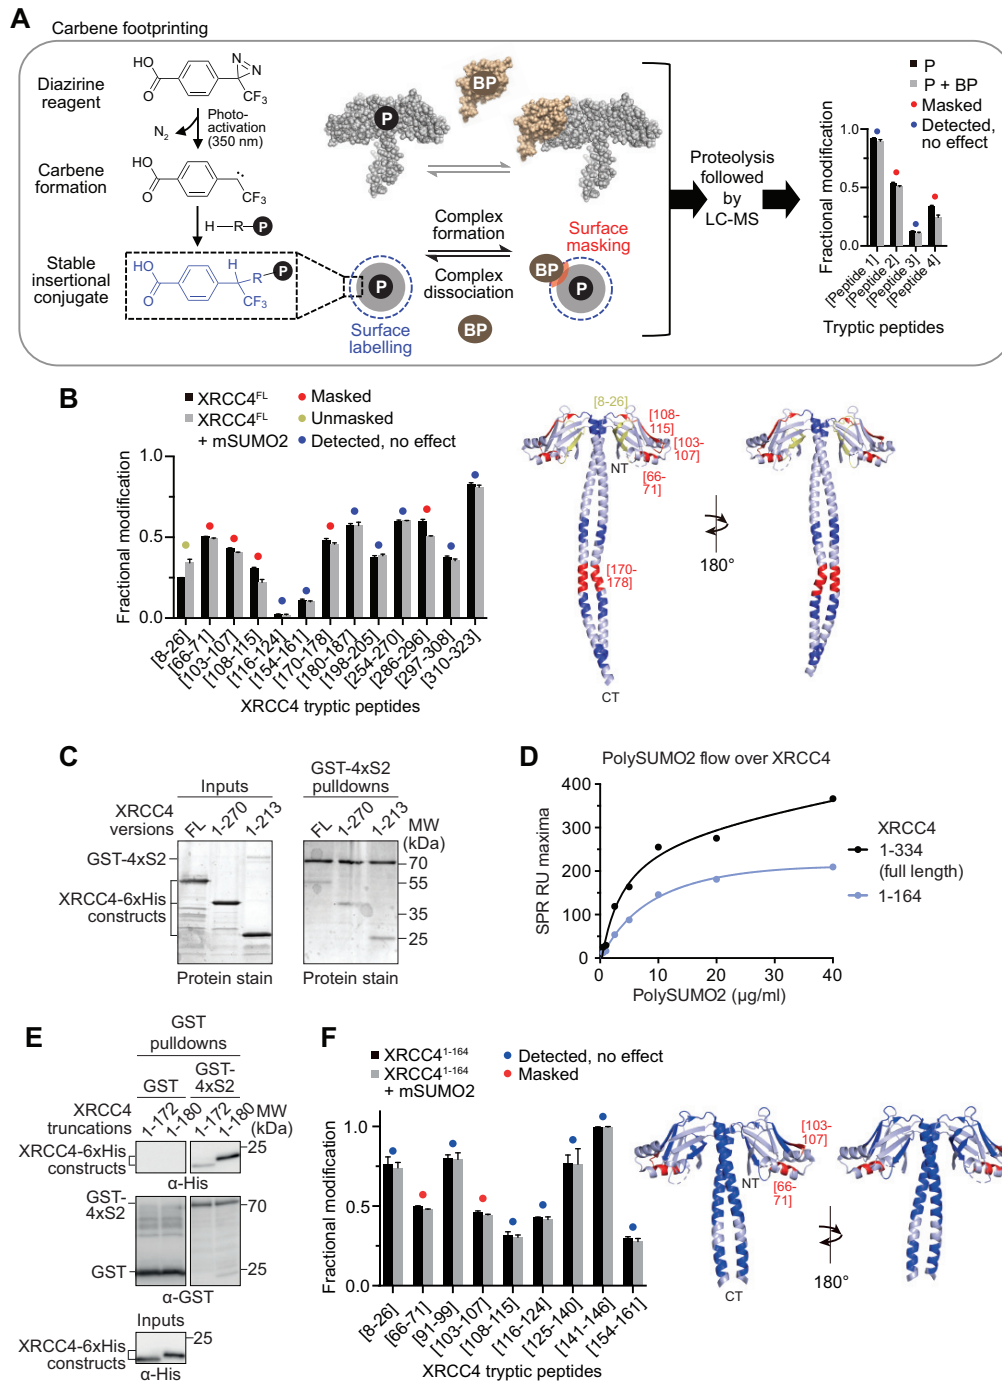 A
Carbene footprinting
Diazirine
reagent
HO
O
N
N
CF3
N2
Photo-
activation
(350 nm)
Carbene
formation
HO
O
CF3
H
R
P
Stable
insertional
conjugate
HO
O
H
R
P
CF3
P
BP
Complex
formation
Complex
dissociation
P
Surface
labelling
BP
Surface
masking
BP
P
Proteolysis
followed
by
LC-MS
P
P + BP
Masked
Detected,
no effect
Fractional modification
1.0
0.5
0
[Peptide 1]
[Peptide 2]
[Peptide 3]
[Peptide 4]
Tryptic peptides
B
XRCC4FL
XRCC4FL
+ mSUMO2
Masked
Unmasked
Detected, no effect
Fractional modification
1.0
0.5
0.0
[8-26]
[66-71]
[103-107]
[108-115]
[116-124]
[154-161]
[170-178]
[180-187]
[198-205]
[254-270]
[286-296]
[297-308]
[310-323]
XRCC4 tryptic peptides
[8-26]
[108-
115]
[103-
107]
NT
[66-
71]
[170-
178]
CT
180°
C
Inputs
GST-4xS2
pulldowns
XRCC4
versions
FL
1-270
1-213
FL
1-270
1-213
MW
(kDa)
GST-4xS2
XRCC4-6xHis
constructs
70
55
35
25
Protein stain
Protein stain
D
PolySUMO2 flow over XRCC4
SPR RU maxima
400
300
200
100
0
0
10
20
30
40
PolySUMO2 (µg/ml)
XRCC4
1-334
(full length)
1-164
E
GST
pulldowns
GST
GST-
4xS2
XRCC4
truncations
1-172
1-180
1-172
1-180
MW
(kDa)
XRCC4-6xHis
constructs
25
α-His
GST-
4xS2
70
GST
25
α-GST
Inputs
XRCC4-6xHis
constructs
25
α-His
F
XRCC41-164
XRCC41-164
+ mSUMO2
Detected, no effect
Masked
Fractional modification
1.0
0.5
0.0
[8-26]
[66-71]
[91-99]
[103-107]
[108-115]
[116-124]
[125-140]
[141-146]
[154-161]
XRCC4 tryptic peptides
[103-
107]
NT
[66-
71]
CT
180°